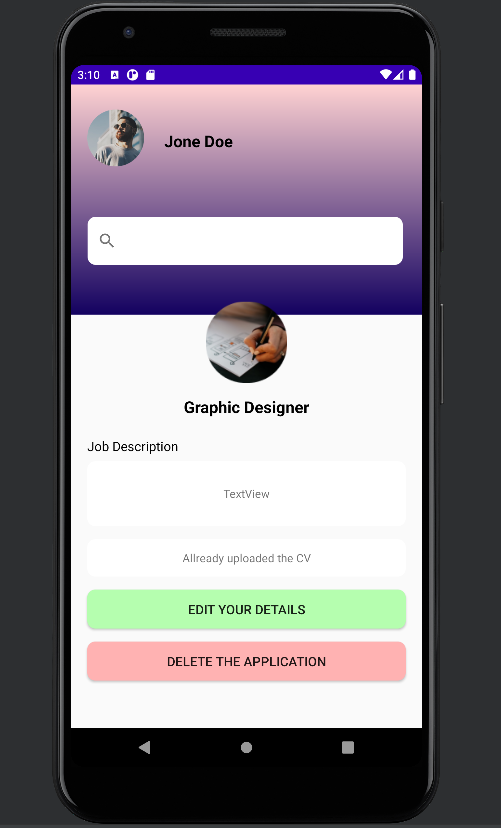 3:10
Jone Doe
Graphic Designer
Job Description
TextView
Allready uploaded the CV
EDIT YOUR DETAILS
DELETE THE APPLICATION